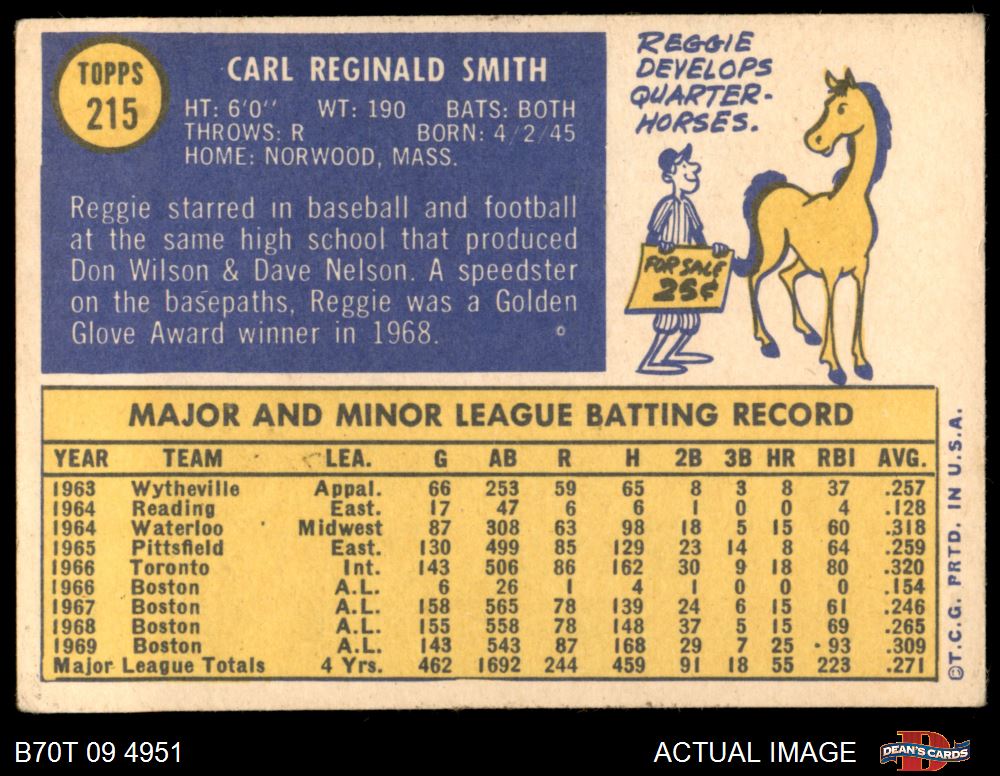 TOPPS
215
CARL REGINALD SMITH
HT: 6'0" WT: 190 BATS: BOTH
THROWS: R BORN: 4/2/45
HOME: NORWOOD, MASS.
Reggie starred in baseball and football
at the same high school that produced
Don Wilson & Dave Nelson. A speedster
on the basepaths, Reggie was a Golden
Glove Award winner in 1968.
REGGIE
DEVELOPS
QUARTER-
HORSES.
FOR SALE
25¢
MAJOR AND MINOR LEAGUE BATTING RECORD
YEAR TEAM LEA. G AB R H 2B 3B HR RBI AVG.
1963 Wytheville Appal. 66 253 59 65 8 3 8 37 .257
1964 Reading East. 17 47 6 6 1 0 0 4 .128
1964 Waterloo Midwest 87 308 63 98 18 5 15 60 .318
1965 Pittsfield East. 130 499 85 129 23 14 8 64 .259
1966 Toronto Int. 143 506 86 162 30 9 18 80 .320
1966 Boston A.L. 6 26 1 4 1 0 0 0 .154
1967 Boston A.L. 158 565 78 139 24 6 15 61 .246
1968 Boston A.L. 155 558 78 148 37 5 15 69 .265
1969 Boston A.L. 143 543 87 168 29 7 25 93 .309
Major League Totals 4 Yrs. 462 1692 244 459 91 18 55 223 .271
©T.C.G. PRTD. IN U.S.A.
B70T 09 4951
ACTUAL IMAGE
D
DEAN'S CARDS